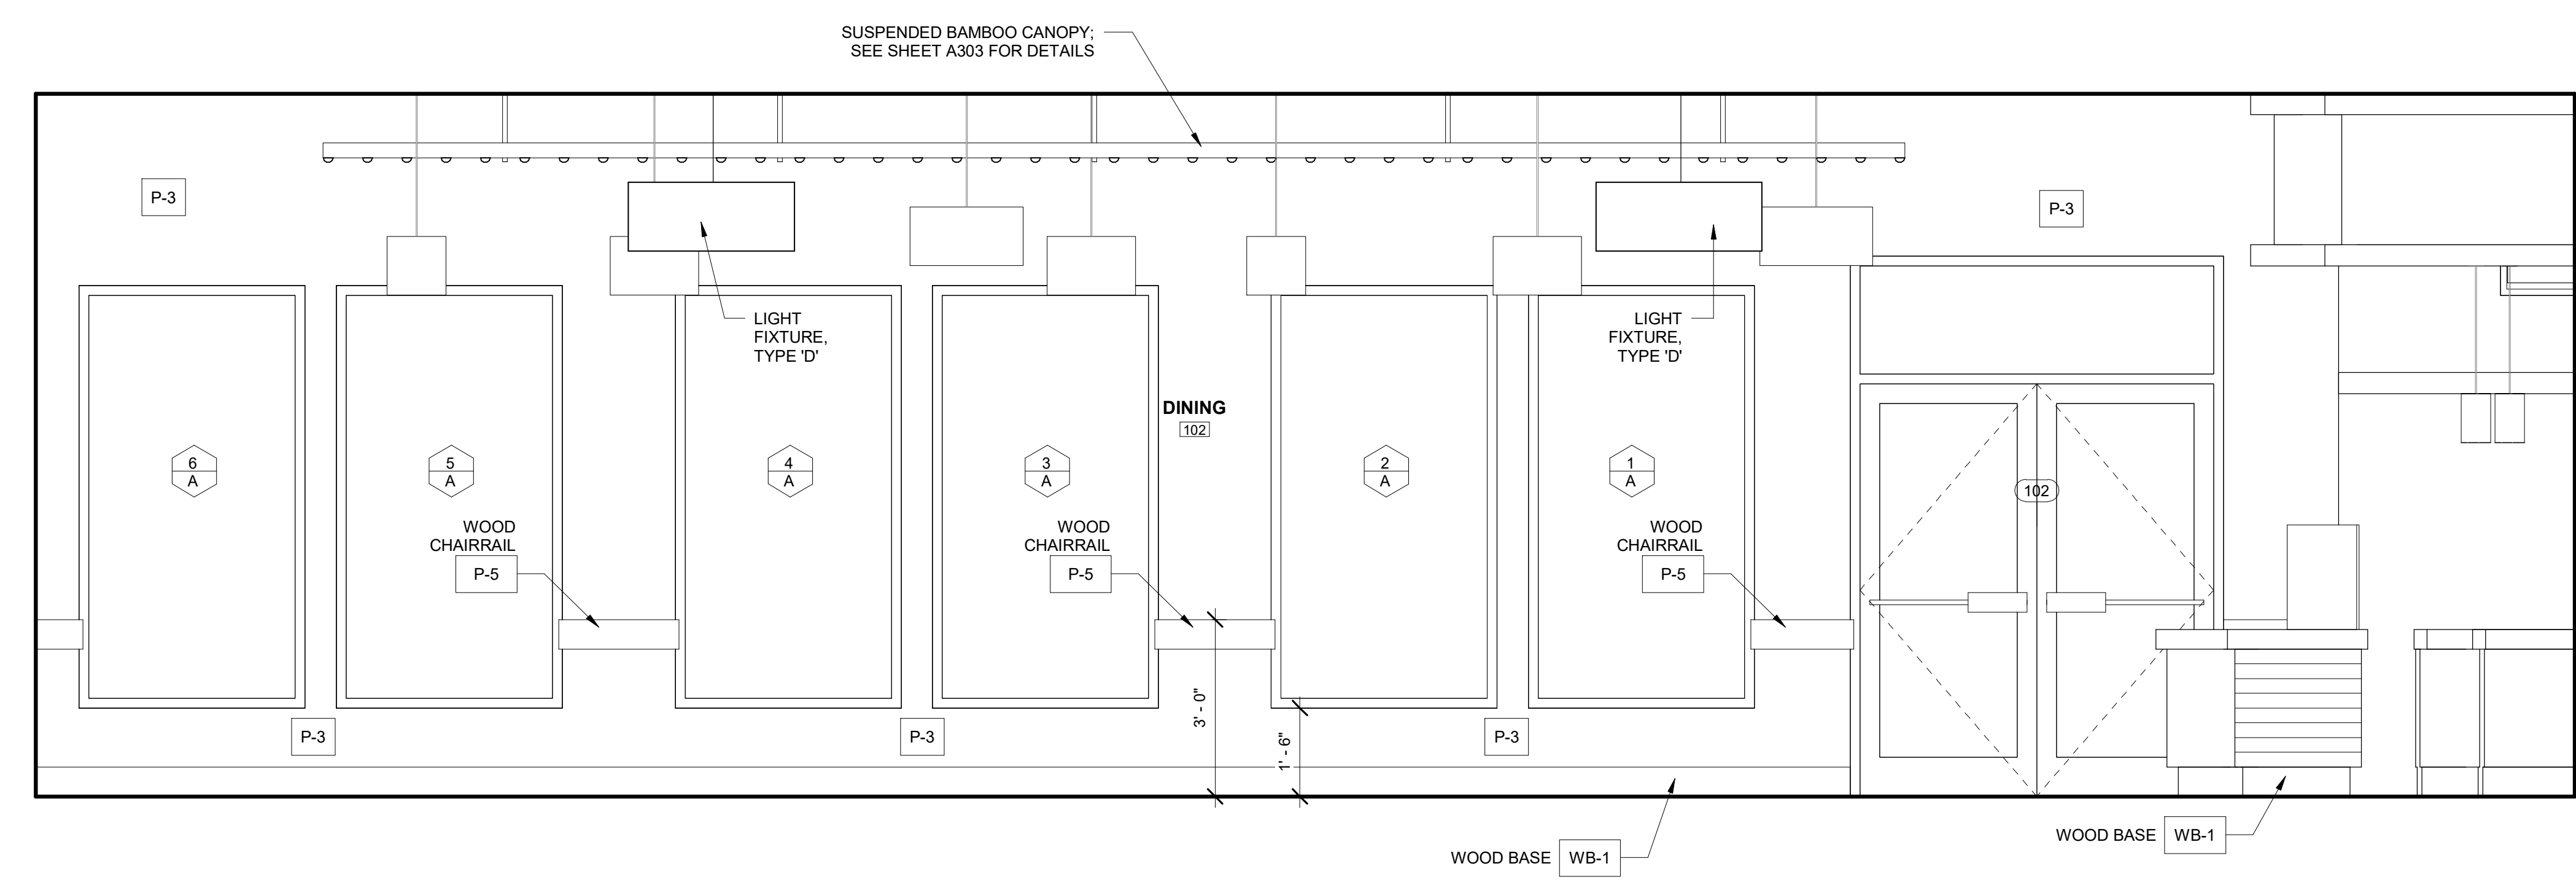 SUSPENDED BAMBOO CANOPY;
SEE SHEET A303 FOR DETAILS
P-3
P-3
LIGHT
FIXTURE,
TYPE 'D'
LIGHT
FIXTURE,
TYPE 'D'
DINING
102
6
A
5
A
4
A
3
A
2
A
1
A
102
WOOD
CHAIRRAIL
P-5
WOOD
CHAIRRAIL
P-5
WOOD
CHAIRRAIL
P-5
3' - 0"
1' - 6"
P-3
P-3
P-3
WOOD BASE WB-1
WOOD BASE WB-1